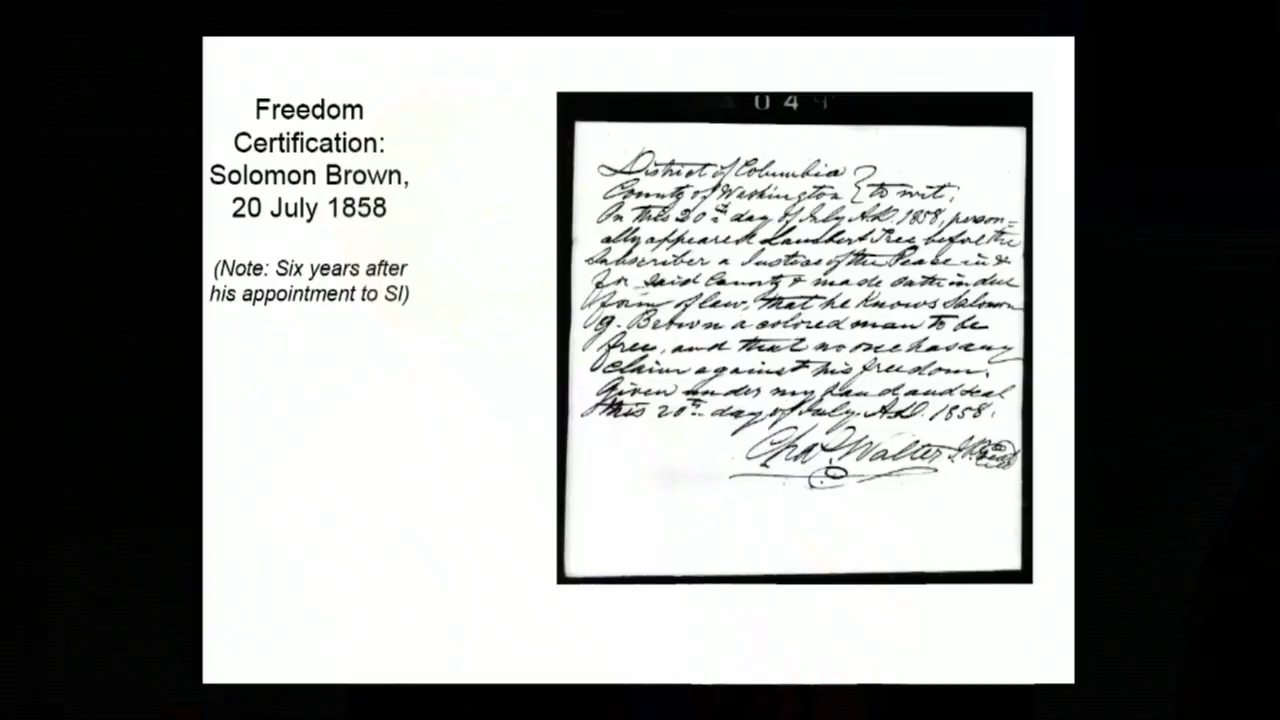 Freedom
Certification:
Solomon Brown,
20 July 1858
(Note: Six years after
his appointment to SI)
0 4
District of Columbia
County of Washington } to wit:
On this 20th day of July A.D. 1858, person=
ally appeared Lambert Tree before the
Subscriber a Justice of the Peace in &
for said County & made oath in due
form of law, that he knows Solomon
G. Brown a colored man to be
free, and that no one has any
claim against his freedom.
Given under my hand and seal
this 20th day of July A.D. 1858.
Chas. Walter J.P.